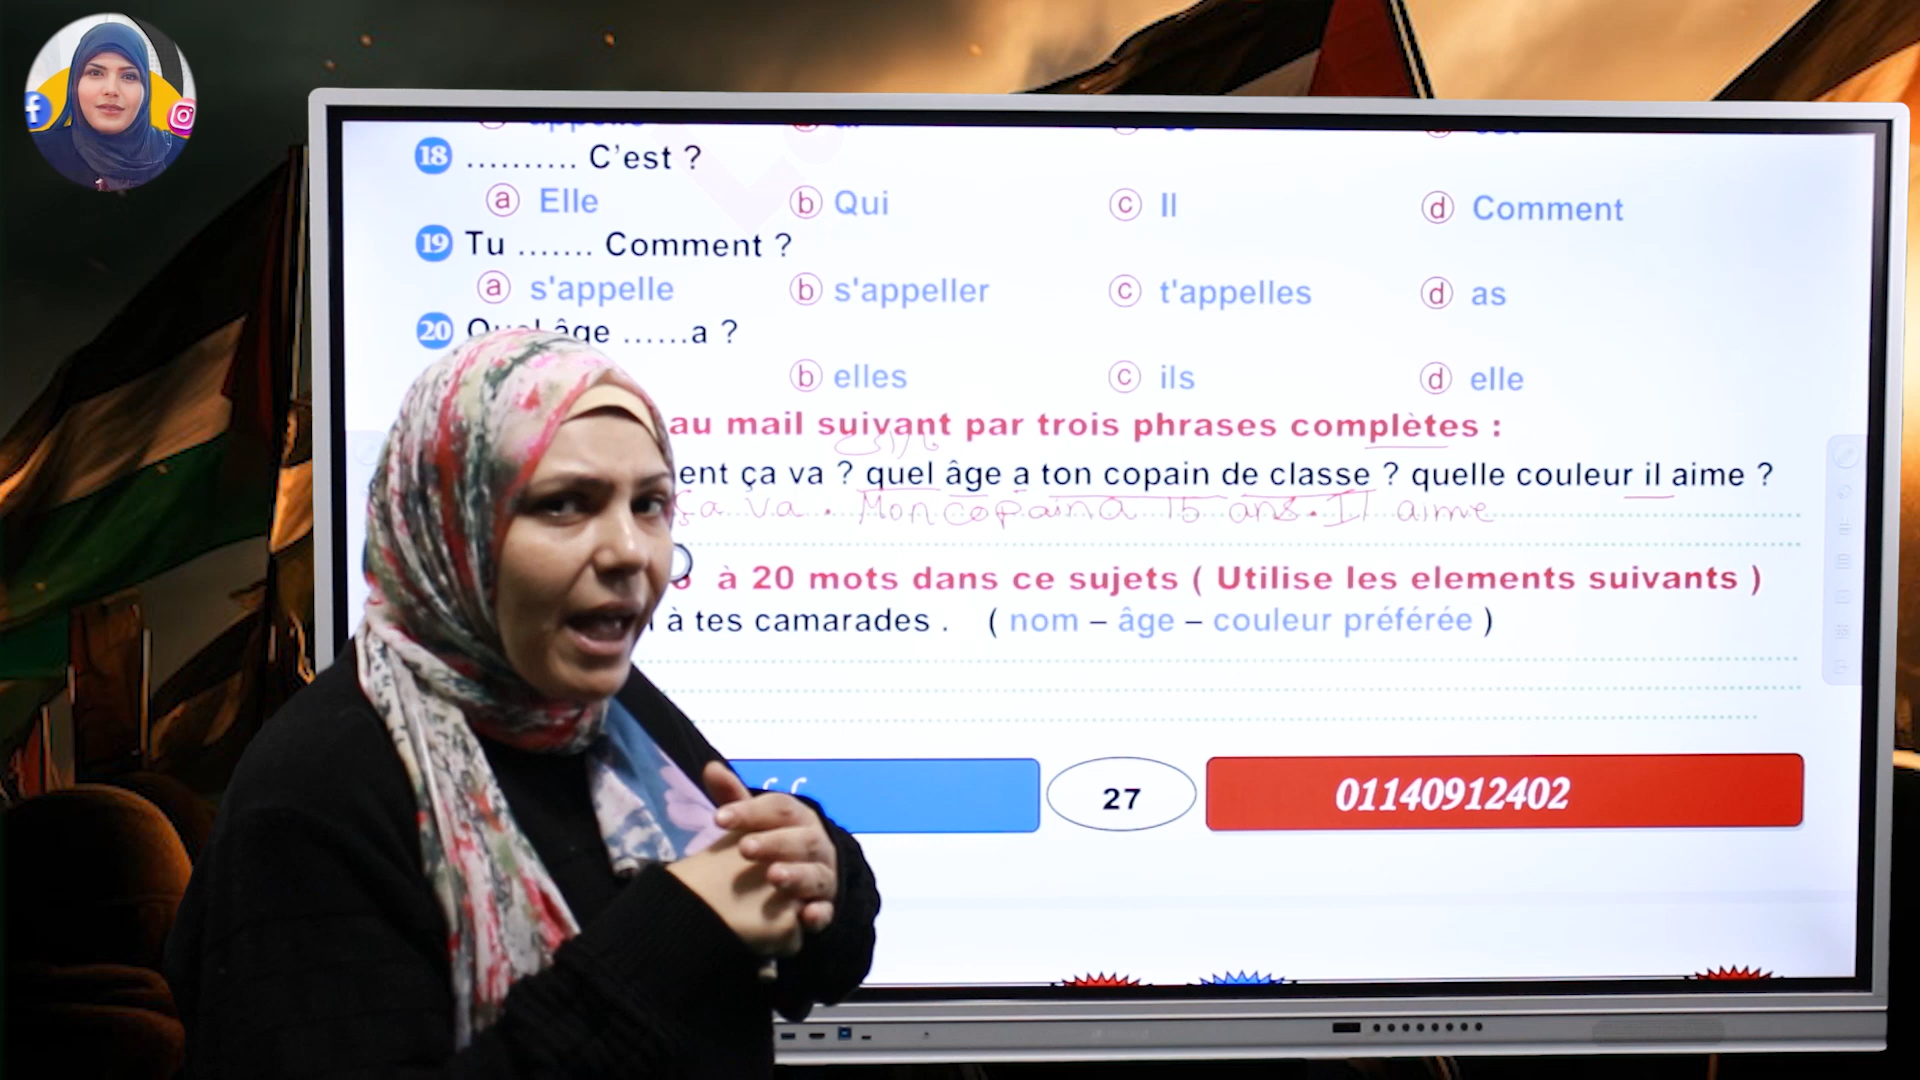 18 .......... C'est ?
a Elle b Qui c Il d Comment
19 Tu ....... Comment ?
a s'appelle b s'appeller c t'appelles d as
20 Quel âge ......a ?
b elles c ils d elle
au mail suivant par trois phrases complètes :
ent ça va ? quel âge a ton copain de classe ? quelle couleur il aime ?
ça va . Mon copain a 15 ans . Il aime
à 20 mots dans ce sujets ( Utilise les elements suivants )
à tes camarades . ( nom – âge – couleur préférée )
27
01140912402